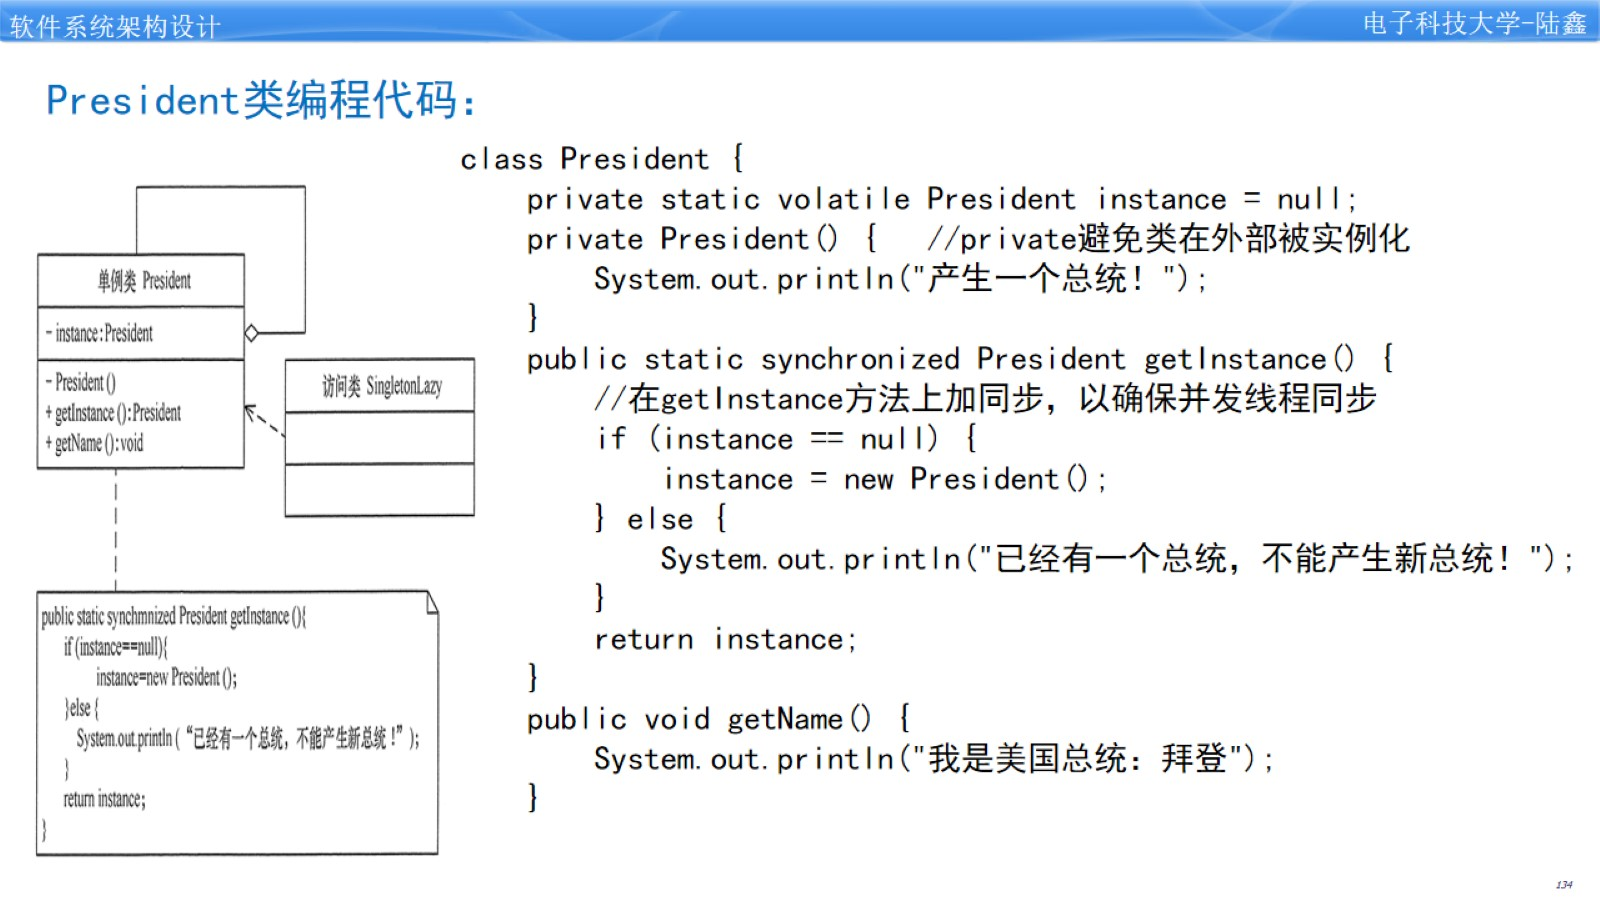 软件系统架构设计
电子科技大学-陆鑫
President类编程代码：
class President {
private static volatile President instance = null;
private President() {   //private避免类在外部被实例化
System.out.println("产生一个总统！");
}
public static synchronized President getInstance() {
//在getInstance方法上加同步，以确保并发线程同步
if (instance == null) {
instance = new President();
} else {
System.out.println("已经有一个总统，不能产生新总统！");
}
return instance;
}
public void getName() {
System.out.println("我是美国总统：拜登");
}
单例类 President
- instance:President
- President()
+ getInstance():President
+ getName():void
访问类 SingletonLazy
public static synchmnized President getInstance(){
if(instance==null){
instance=new President();
}else{
System.out.println(“已经有一个总统，不能产生新总统！”);
}
return instance;
}
134